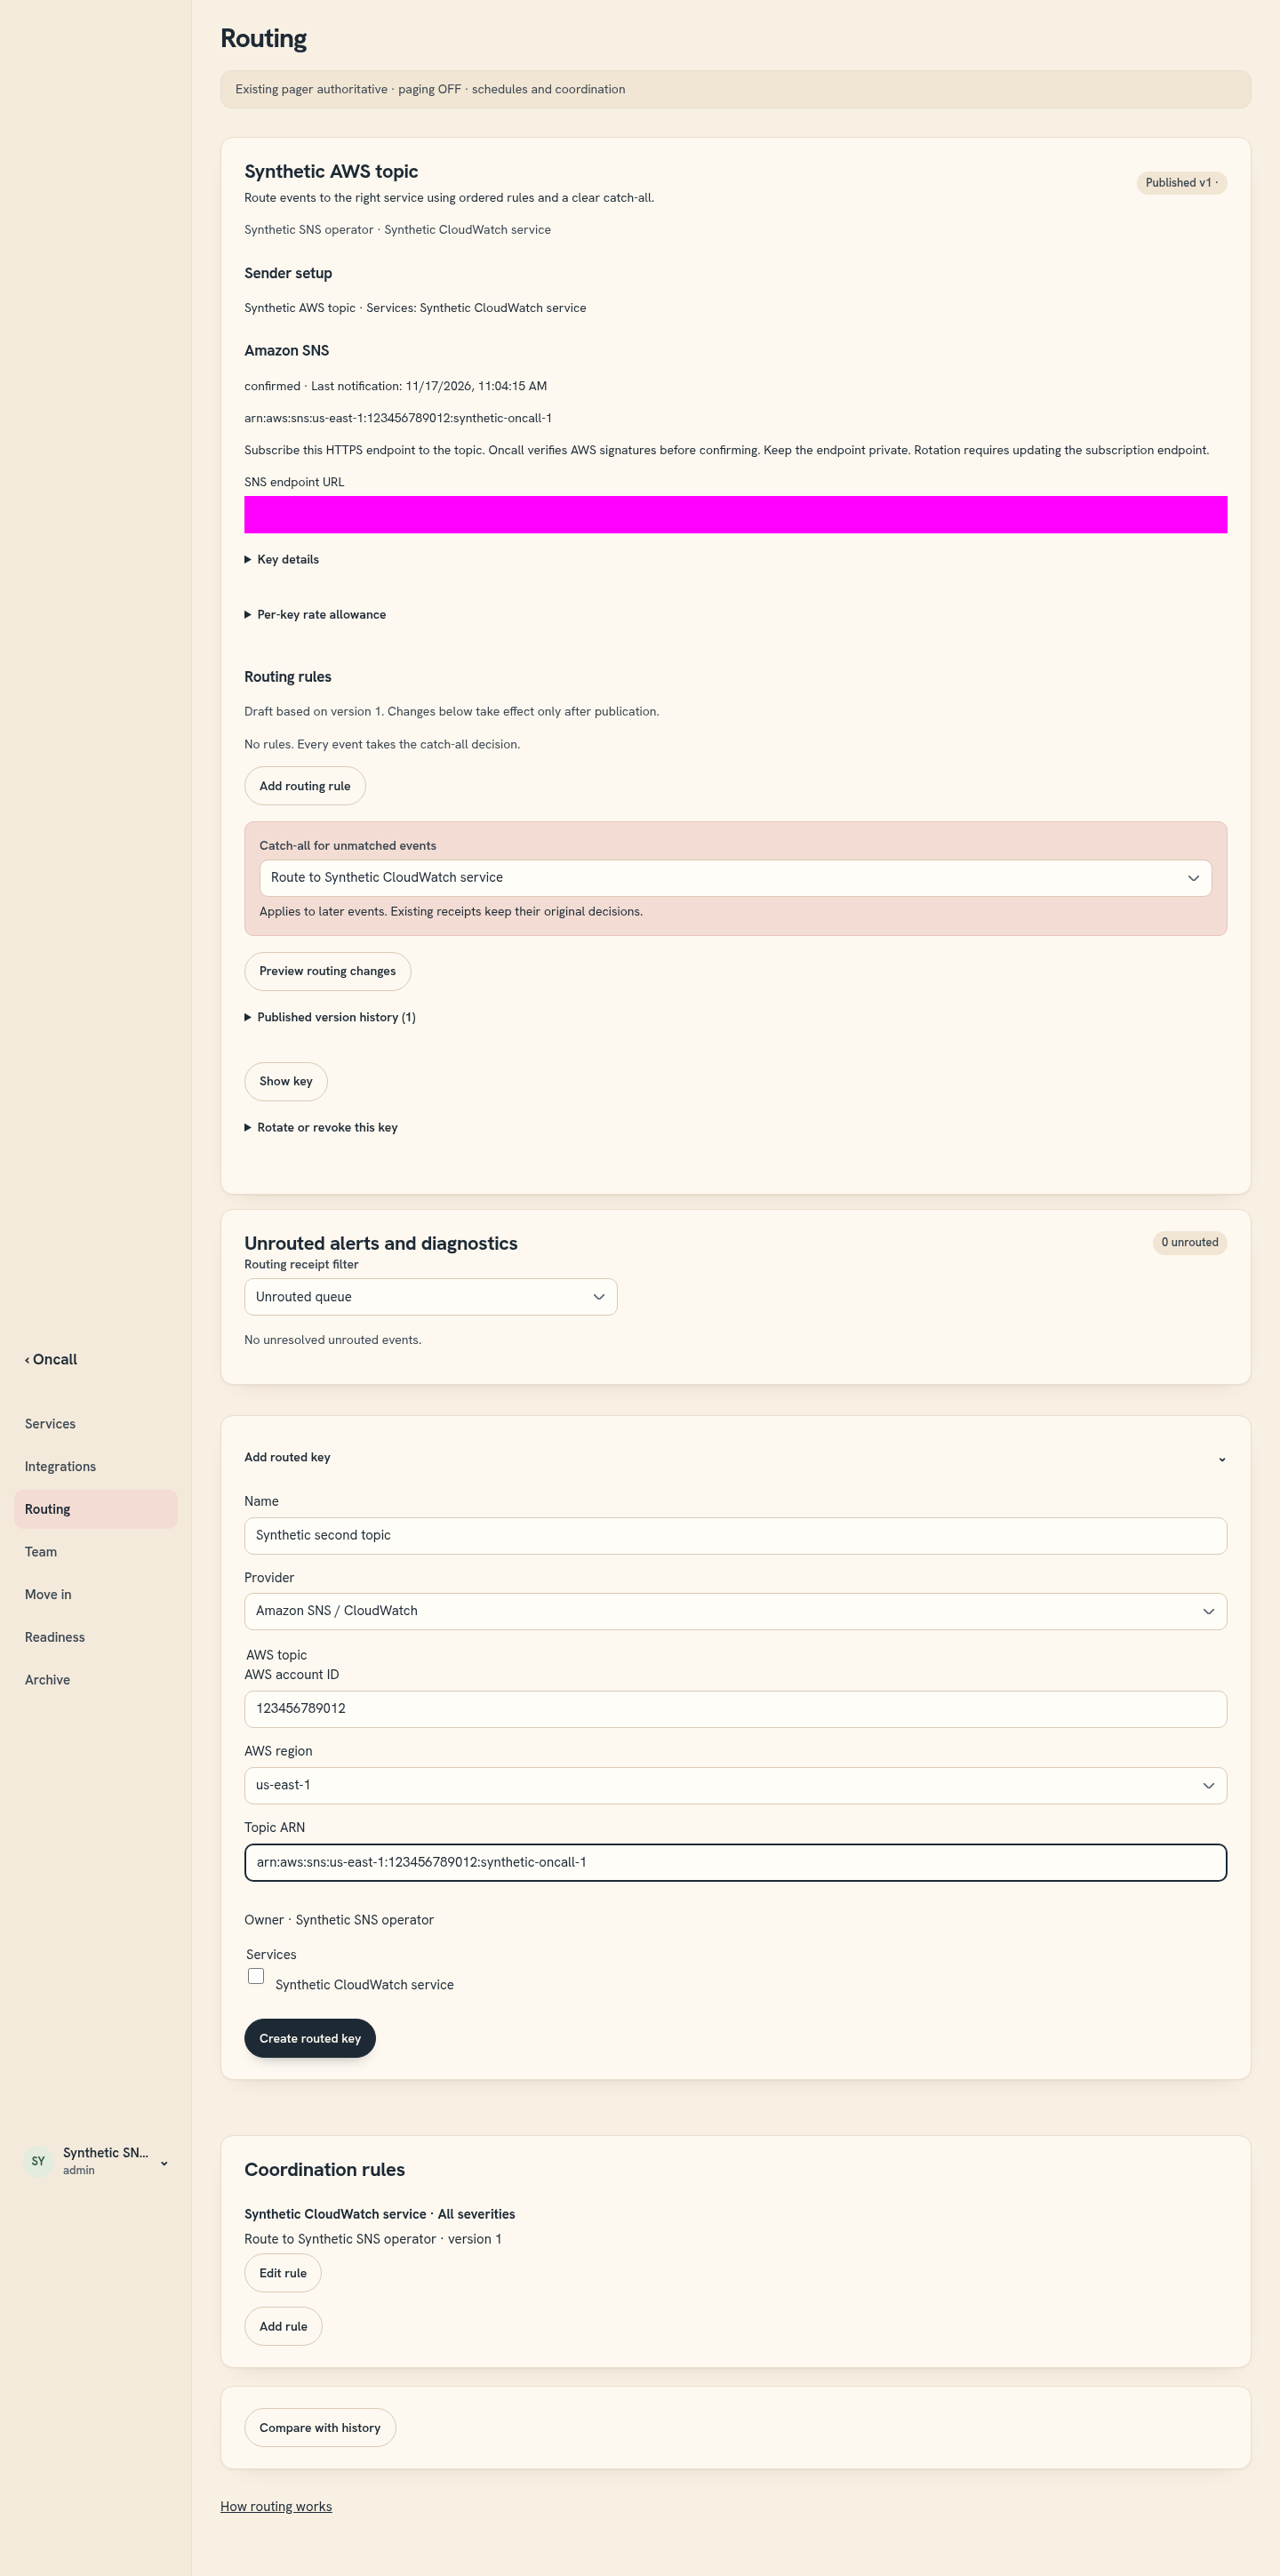 Routing
Existing pager authoritative · paging OFF · schedules and coordination
Synthetic AWS topic
Published v1 ·
Route events to the right service using ordered rules and a clear catch-all.
Synthetic SNS operator · Synthetic CloudWatch service
Sender setup
Synthetic AWS topic · Services: Synthetic CloudWatch service
Amazon SNS
confirmed · Last notification: 11/17/2026, 11:04:15 AM
arn:aws:sns:us-east-1:123456789012:synthetic-oncall-1
Subscribe this HTTPS endpoint to the topic. Oncall verifies AWS signatures before confirming. Keep the endpoint private. Rotation requires updating the subscription endpoint.
SNS endpoint URL
Key details
Per-key rate allowance
Routing rules
Draft based on version 1. Changes below take effect only after publication.
No rules. Every event takes the catch-all decision.
Add routing rule
Catch-all for unmatched events
Route to Synthetic CloudWatch service
Applies to later events. Existing receipts keep their original decisions.
Preview routing changes
Published version history (1)
Show key
Rotate or revoke this key
Unrouted alerts and diagnostics
0 unrouted
Routing receipt filter
Unrouted queue
No unresolved unrouted events.
‹ Oncall
Services
Integrations
Routing
Team
Move in
Readiness
Archive
Add routed key
Name
Synthetic second topic
Provider
Amazon SNS / CloudWatch
AWS topic
AWS account ID
123456789012
AWS region
us-east-1
Topic ARN
arn:aws:sns:us-east-1:123456789012:synthetic-oncall-1
Owner · Synthetic SNS operator
Services
Synthetic CloudWatch service
Create routed key
SY
Synthetic SN...
admin
Coordination rules
Synthetic CloudWatch service · All severities
Route to Synthetic SNS operator · version 1
Edit rule
Add rule
Compare with history
How routing works